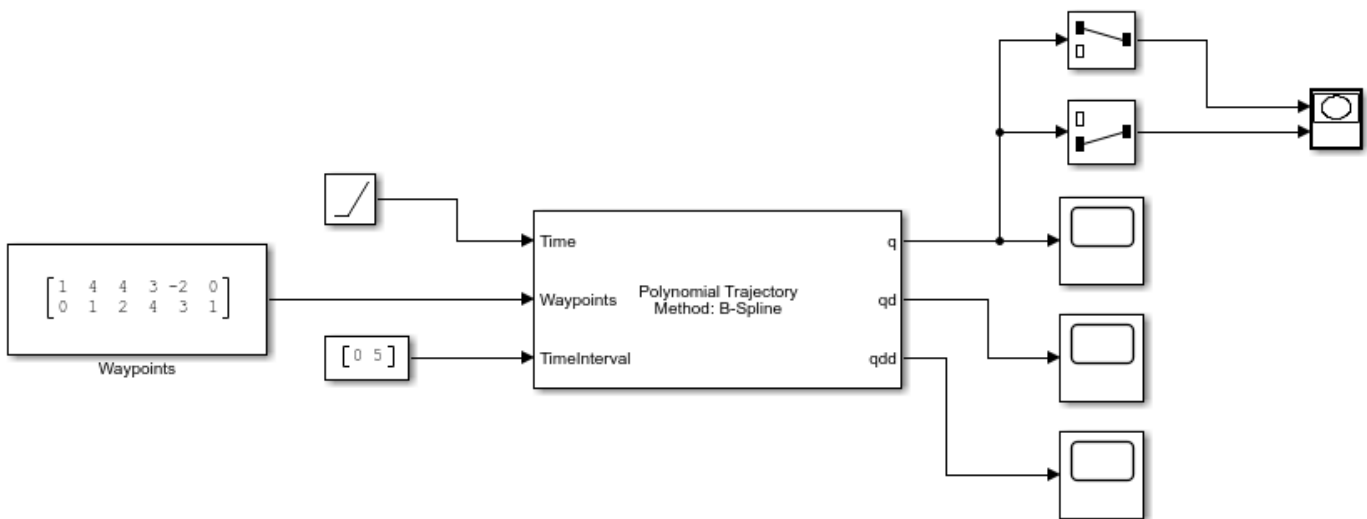 1 4 4 3 -2 0
0 1 2 4 3 1
Waypoints
0 5
Time
Waypoints
TimeInterval
Polynomial Trajectory
Method: B-Spline
q
qd
qdd